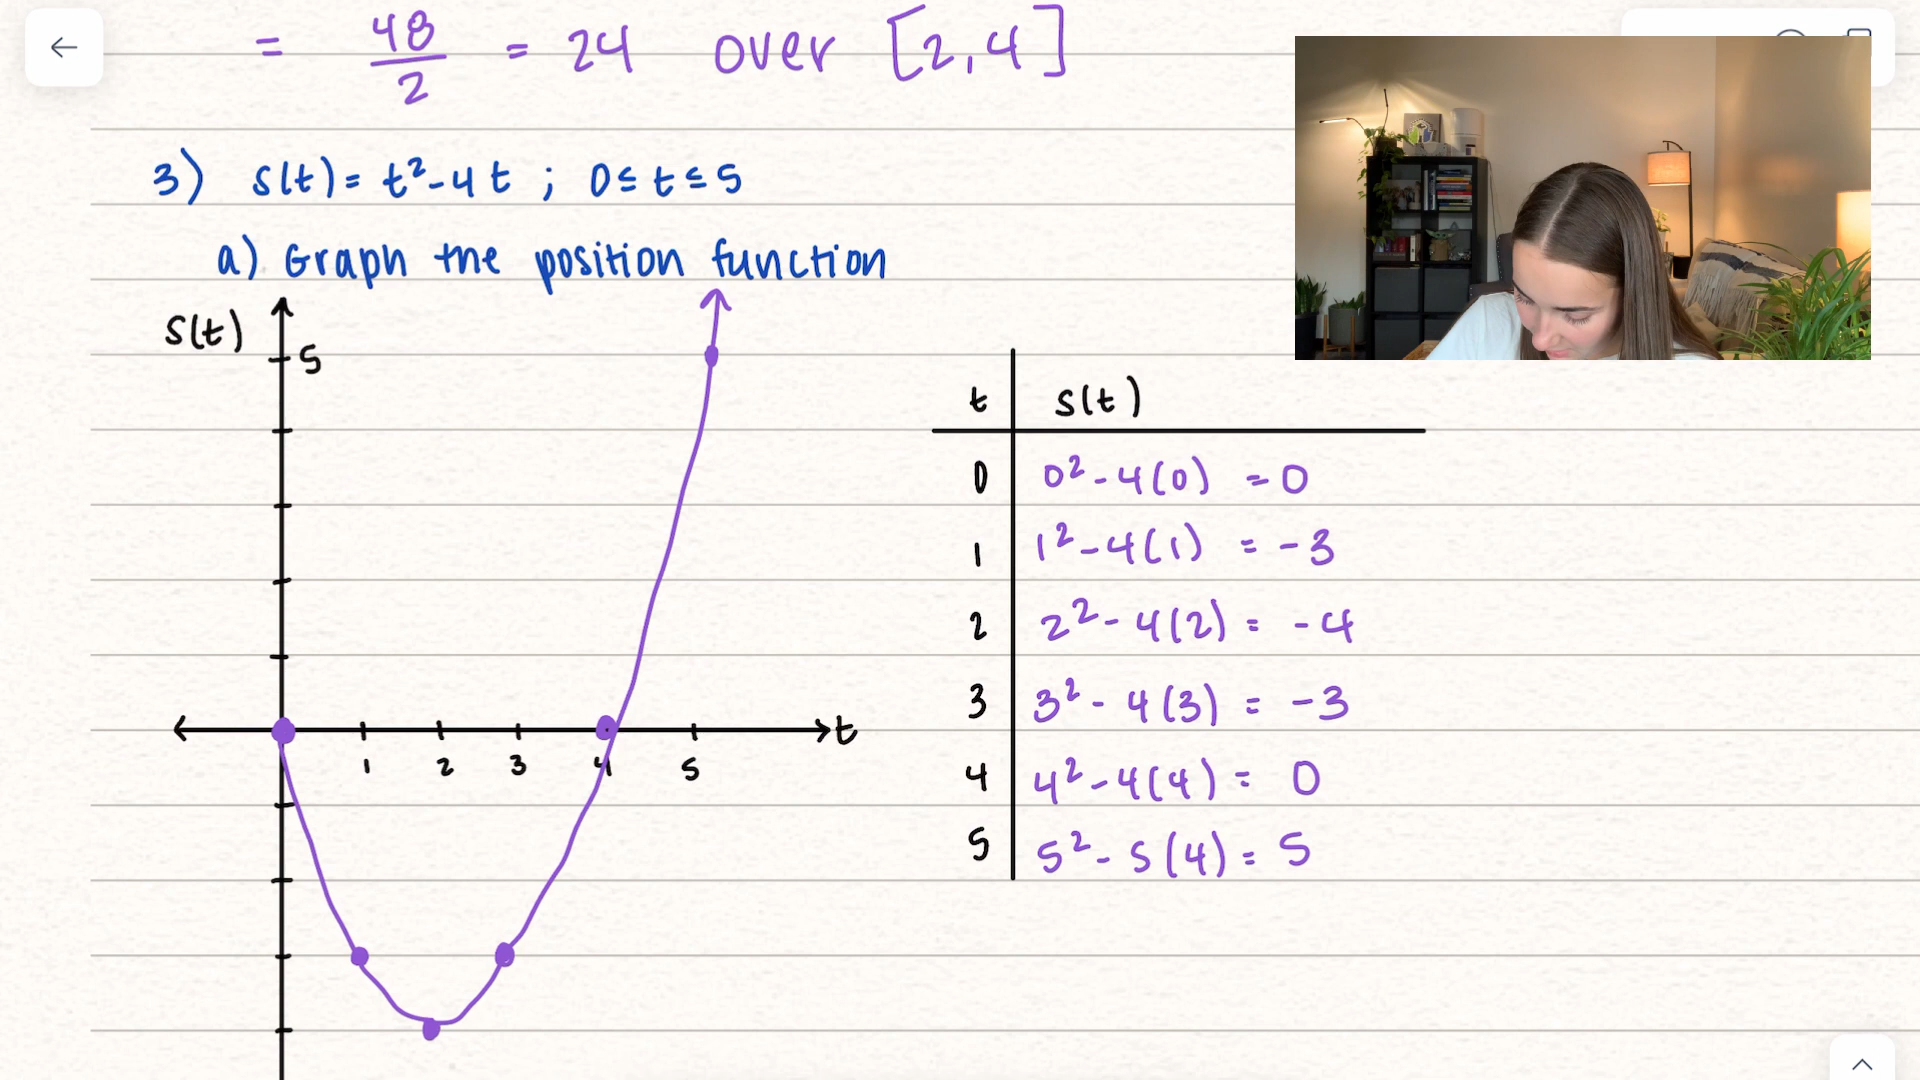 = 48/2 = 24 over [2,4]
3) s(t) = t²-4t ; 0≤t≤5
a) Graph the position function
s(t)
5
t
1 2 3 4 5
t s(t)
0 0²-4(0) = 0
1 1²-4(1) = -3
2 2²-4(2) = -4
3 3²-4(3) = -3
4 4²-4(4) = 0
5 5²-5(4) = 5